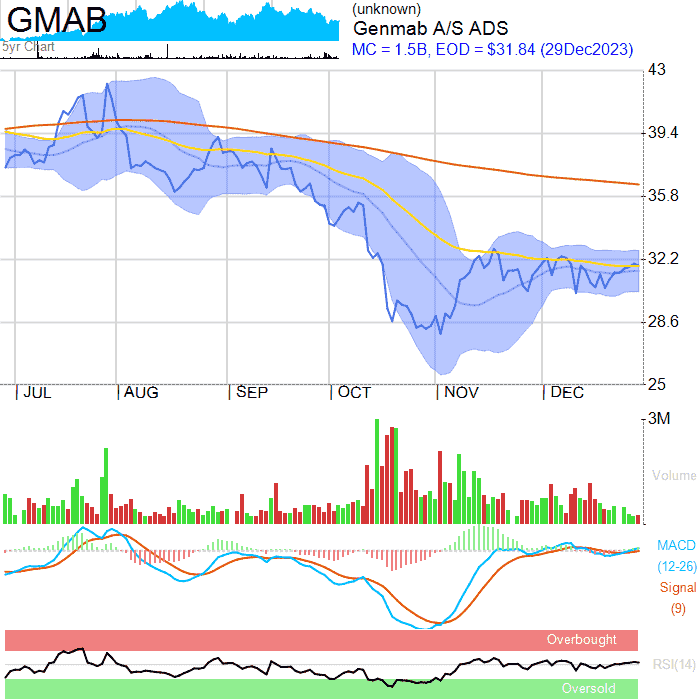 GMAB
5yr Chart
(unknown)
Genmab A/S ADS
MC = 1.5B, EOD = $31.84 (29Dec2023)
43
39.4
35.8
32.2
28.6
25
JUL
AUG
SEP
OCT
NOV
DEC
3M
Volume
MACD
(12-26)
Signal
(9)
Overbought
RSI(14)
Oversold